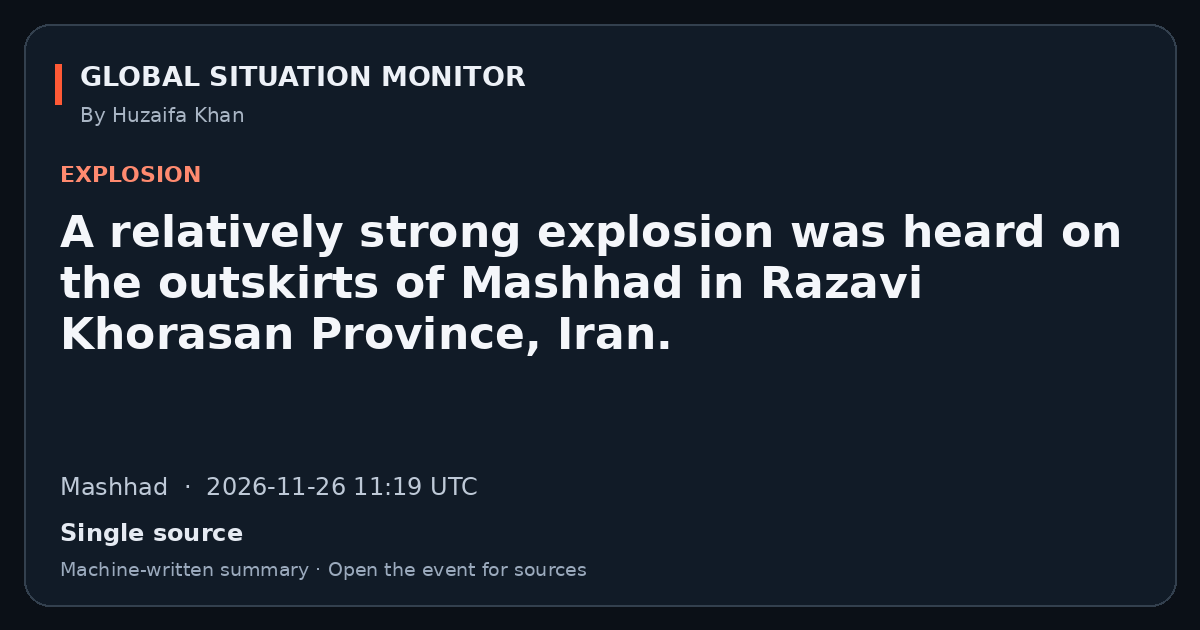 GLOBAL SITUATION MONITOR
By Huzaifa Khan
EXPLOSION
A relatively strong explosion was heard on
the outskirts of Mashhad in Razavi
Khorasan Province, Iran.
Mashhad · 2026-11-26 11:19 UTC
Single source
Machine-written summary · Open the event for sources